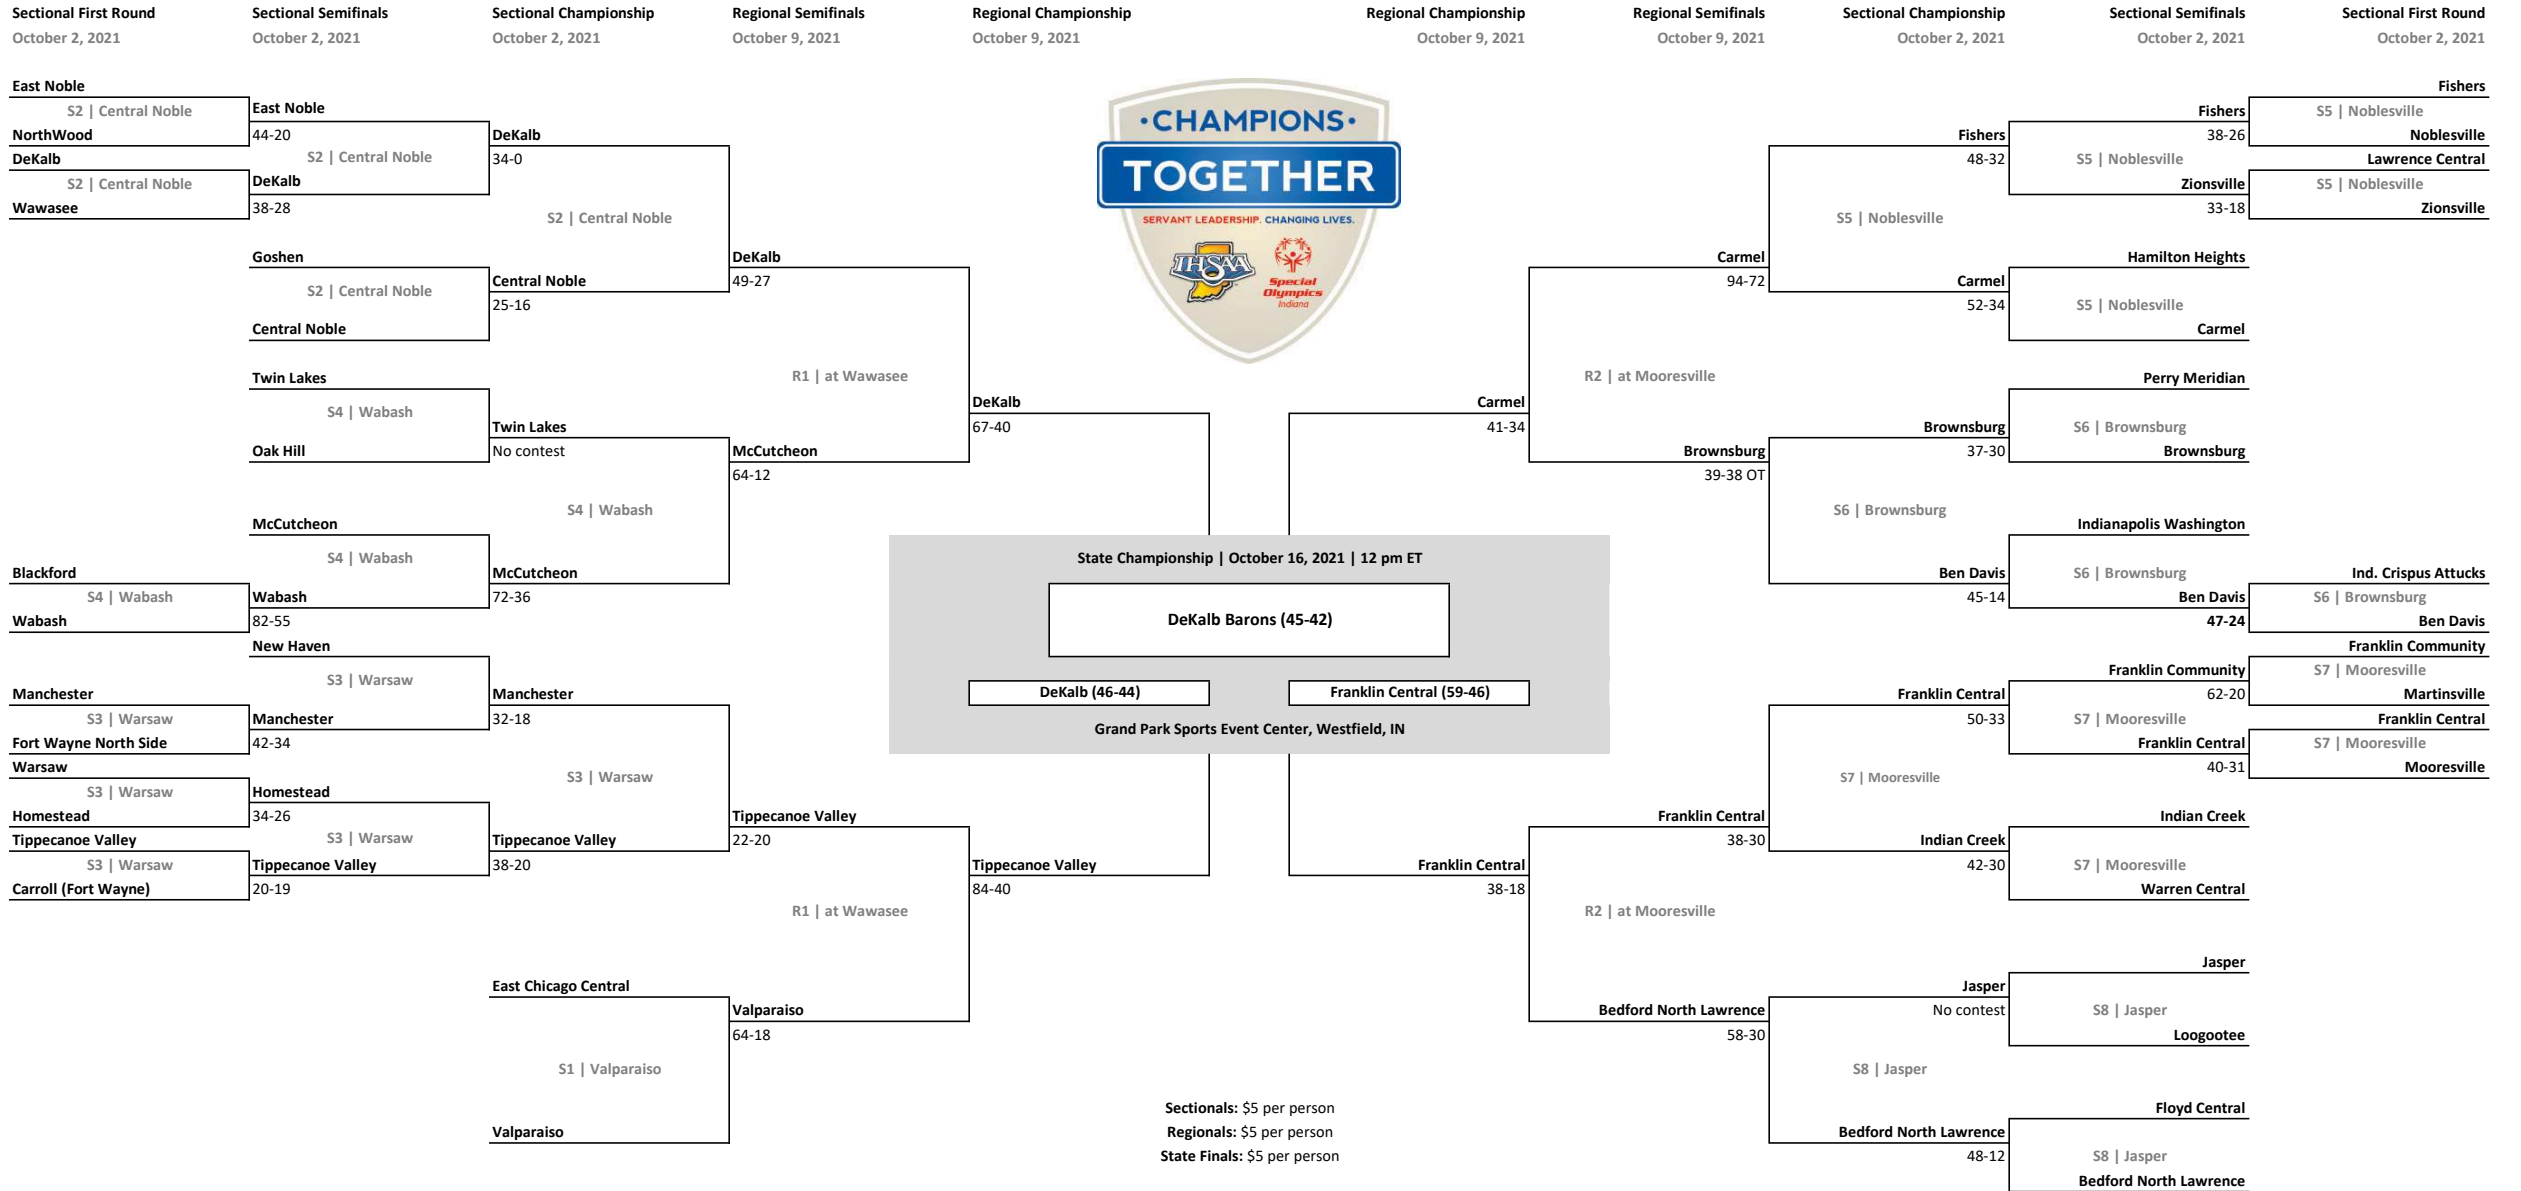 Sectional First Round
October 2, 2021
Sectional Semifinals
October 2, 2021
Sectional Championship
October 2, 2021
Regional Semifinals
October 9, 2021
Regional Championship
October 9, 2021
Regional Championship
October 9, 2021
Regional Semifinals
October 9, 2021
Sectional Championship
October 2, 2021
Sectional Semifinals
October 2, 2021
Sectional First Round
October 2, 2021
East Noble
S2 | Central Noble
NorthWood
DeKalb
S2 | Central Noble
Wawasee
Blackford
S4 | Wabash
Wabash
Manchester
S3 | Warsaw
Fort Wayne North Side
Warsaw
S3 | Warsaw
Homestead
Tippecanoe Valley
S3 | Warsaw
Carroll (Fort Wayne)
East Noble
44-20
S2 | Central Noble
DeKalb
38-28
Goshen
S2 | Central Noble
Central Noble
Twin Lakes
S4 | Wabash
Oak Hill
McCutcheon
S4 | Wabash
Wabash
82-55
New Haven
S3 | Warsaw
Manchester
42-34
Homestead
34-26
S3 | Warsaw
Tippecanoe Valley
20-19
DeKalb
34-0
S2 | Central Noble
Central Noble
25-16
Twin Lakes
No contest
S4 | Wabash
McCutcheon
72-36
Manchester
32-18
S3 | Warsaw
Tippecanoe Valley
38-20
East Chicago Central
S1 | Valparaiso
Valparaiso
DeKalb
49-27
R1 | at Wawasee
McCutcheon
64-12
Tippecanoe Valley
22-20
R1 | at Wawasee
Valparaiso
64-18
DeKalb
67-40
Tippecanoe Valley
84-40
•CHAMPIONS•
TOGETHER
SERVANT LEADERSHIP. CHANGING LIVES.
IHSAA
Special
Olympics
Indiana
State Championship | October 16, 2021 | 12 pm ET
DeKalb Barons (45-42)
DeKalb (46-44)
Franklin Central (59-46)
Grand Park Sports Event Center, Westfield, IN
Sectionals: $5 per person
Regionals: $5 per person
State Finals: $5 per person
Carmel
41-34
Franklin Central
38-18
Carmel
94-72
R2 | at Mooresville
Brownsburg
39-38 OT
Franklin Central
38-30
R2 | at Mooresville
Bedford North Lawrence
58-30
Fishers
48-32
S5 | Noblesville
Carmel
52-34
Brownsburg
37-30
S6 | Brownsburg
Ben Davis
45-14
Franklin Central
50-33
S7 | Mooresville
Indian Creek
42-30
Jasper
No contest
S8 | Jasper
Bedford North Lawrence
48-12
Fishers
38-26
S5 | Noblesville
Zionsville
33-18
Hamilton Heights
S5 | Noblesville
Carmel
Perry Meridian
S6 | Brownsburg
Brownsburg
Indianapolis Washington
S6 | Brownsburg
Ben Davis
47-24
Franklin Community
62-20
S7 | Mooresville
Franklin Central
40-31
Indian Creek
S7 | Mooresville
Warren Central
Jasper
S8 | Jasper
Loogootee
Floyd Central
S8 | Jasper
Bedford North Lawrence
Fishers
S5 | Noblesville
Noblesville
Lawrence Central
S5 | Noblesville
Zionsville
Ind. Crispus Attucks
S6 | Brownsburg
Ben Davis
Franklin Community
S7 | Mooresville
Martinsville
Franklin Central
S7 | Mooresville
Mooresville